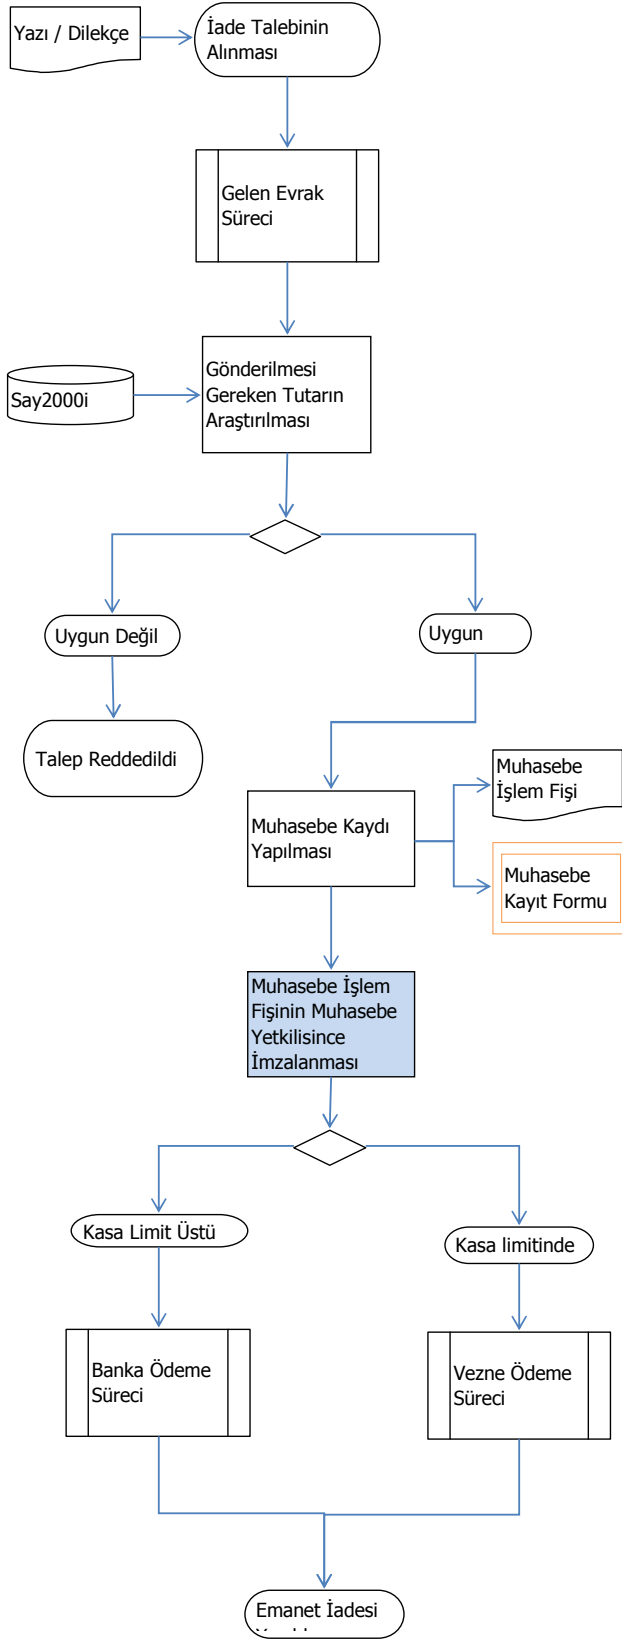 Yazı / Dilekçe
İade Talebinin
Alınması
Gelen Evrak
Süreci
Gönderilmesi
Gereken Tutarın
Araştırılması
Say2000i
Uygun Değil
Uygun
Talep Reddedildi
Muhasebe
İşlem Fişi
Muhasebe Kaydı
Yapılması
Muhasebe
Kayıt Formu
Muhasebe İşlem
Fişinin Muhasebe
Yetkilisince
İmzalanması
Kasa Limit Üstü
Kasa limitinde
Banka Ödeme
Süreci
Vezne Ödeme
Süreci
Emanet İadesi